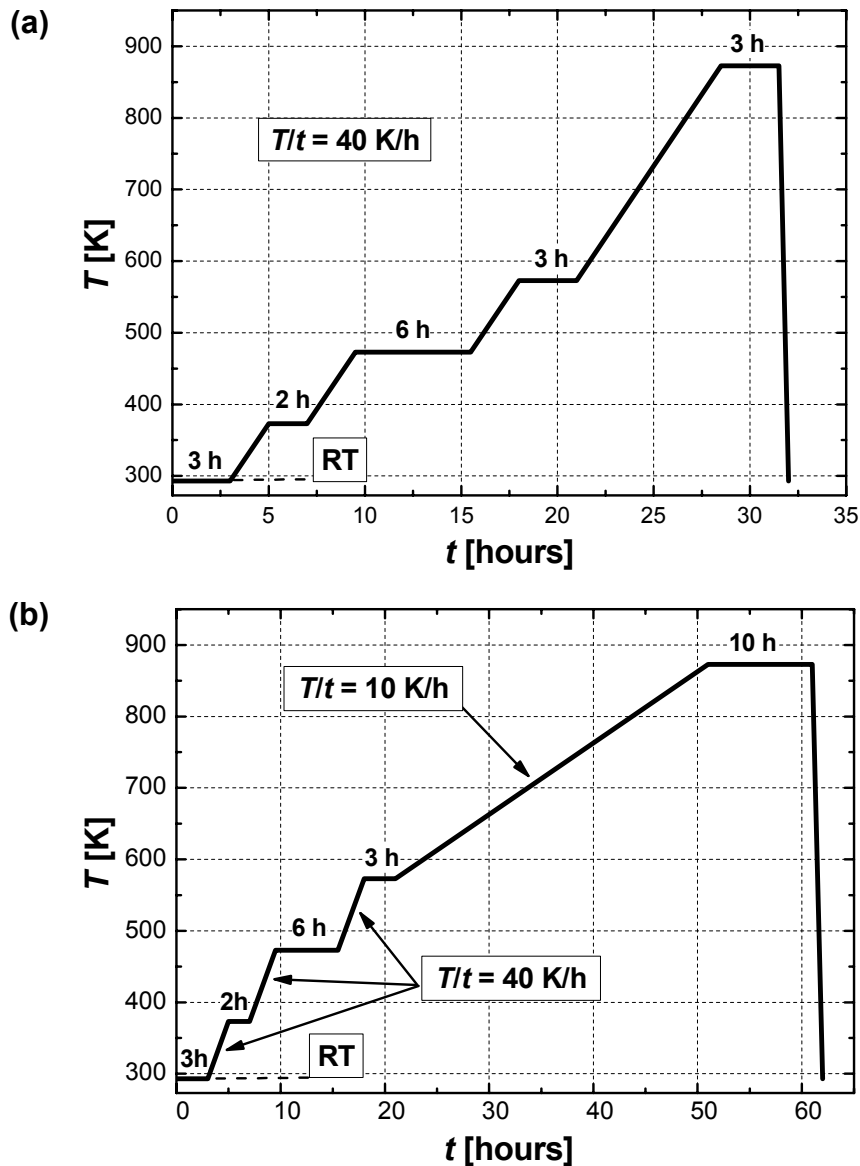 (a)
900
800
700
600
500
400
300
T [K]
T/t = 40 K/h
3 h
2 h
6 h
3 h
3 h
RT
0 5 10 15 20 25 30 35
t [hours]
(b)
900
800
700
600
500
400
300
T [K]
T/t = 10 K/h
10 h
3 h
6 h
2h
3h
T/t = 40 K/h
RT
0 10 20 30 40 50 60
t [hours]